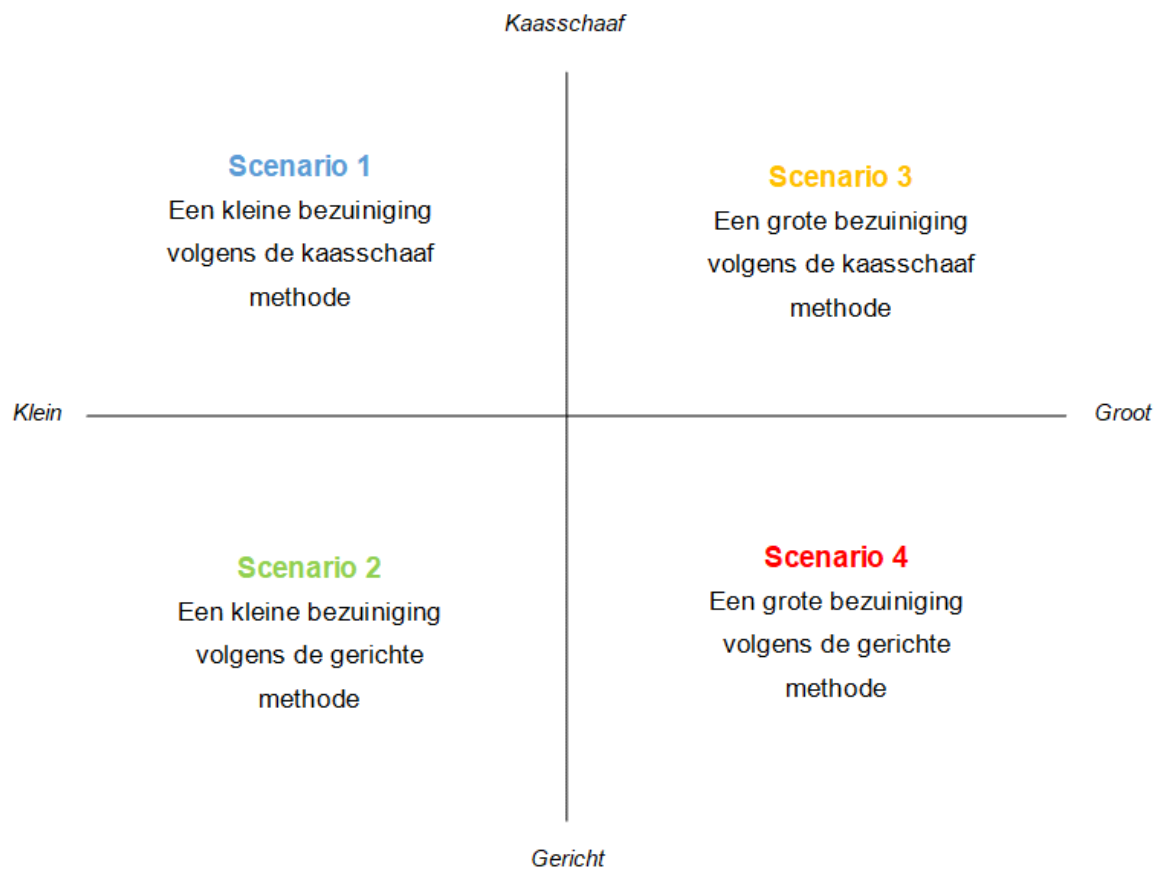 Kaasschaaf
Scenario 1
Een kleine bezuiniging
volgens de kaasschaaf
methode
Scenario 3
Een grote bezuiniging
volgens de kaasschaaf
methode
Klein
Groot
Scenario 2
Een kleine bezuiniging
volgens de gerichte
methode
Scenario 4
Een grote bezuiniging
volgens de gerichte
methode
Gericht